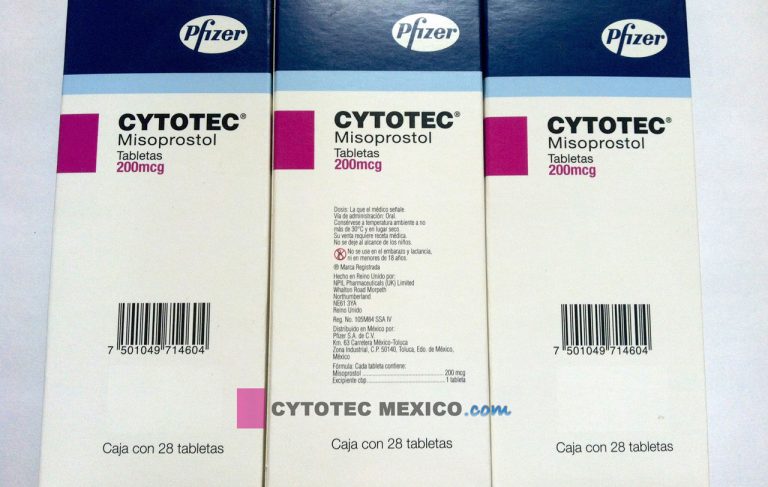 Pfizer
CYTOTEC®
Misoprostol
Tabletas
200mcg
7 501049 714604
Caja con 28 tabletas
Pfizer
CYTOTEC®
Misoprostol
Tabletas
200mcg
Dosis: La que el médico señale.
Vía de administración: Oral.
Consérvese a temperatura ambiente a no
más de 30°C y en lugar seco.
Su venta requiere receta médica.
No se deje al alcance de los niños.
No se use en el embarazo y lactancia,
ni en menores de 18 años.
® Marca Registrada
Hecho en Reino Unido por:
NPIL Pharmaceuticals (UK) Limited
Whalton Road Morpeth
Northumberland
NE61 3YA
Reino Unido
Reg. No. 105M84 SSA IV
Distribuido en México por:
Pfizer S.A. de C.V.
Km. 63 Carretera México-Toluca
Zona Industrial, C.P. 50140, Toluca, Edo. de México,
México
Fórmula: Cada tableta contiene:
Misoprostol ........................ 200 mcg
Excipiente cbp ........................ 1 tableta
CYTOTEC MEXICO.com
Caja con 28 tabletas
Pfizer
CYTOTEC®
Misoprostol
Tabletas
200mcg
7 501049 714604
Caja con 28 tabletas